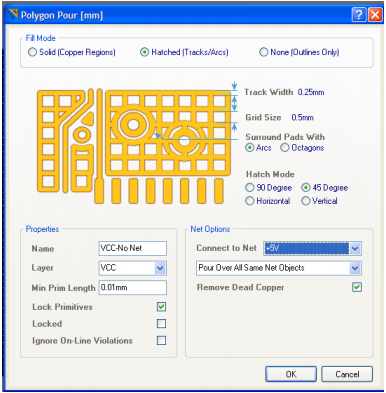 Polygon Pour [mm]
Fill Mode
Solid (Copper Regions) Hatched (Tracks/Arcs) None (Outlines Only)
Track Width 0.25mm
Grid Size 0.5mm
Surround Pads With
Arcs Octagons
Hatch Mode
90 Degree 45 Degree
Horizontal Vertical
Properties
Name VCC-No Net
Layer VCC
Min Prim Length 0.01mm
Lock Primitives
Locked
Ignore On-Line Violations
Net Options
Connect to Net +5V
Pour Over All Same Net Objects
Remove Dead Copper
OK Cancel